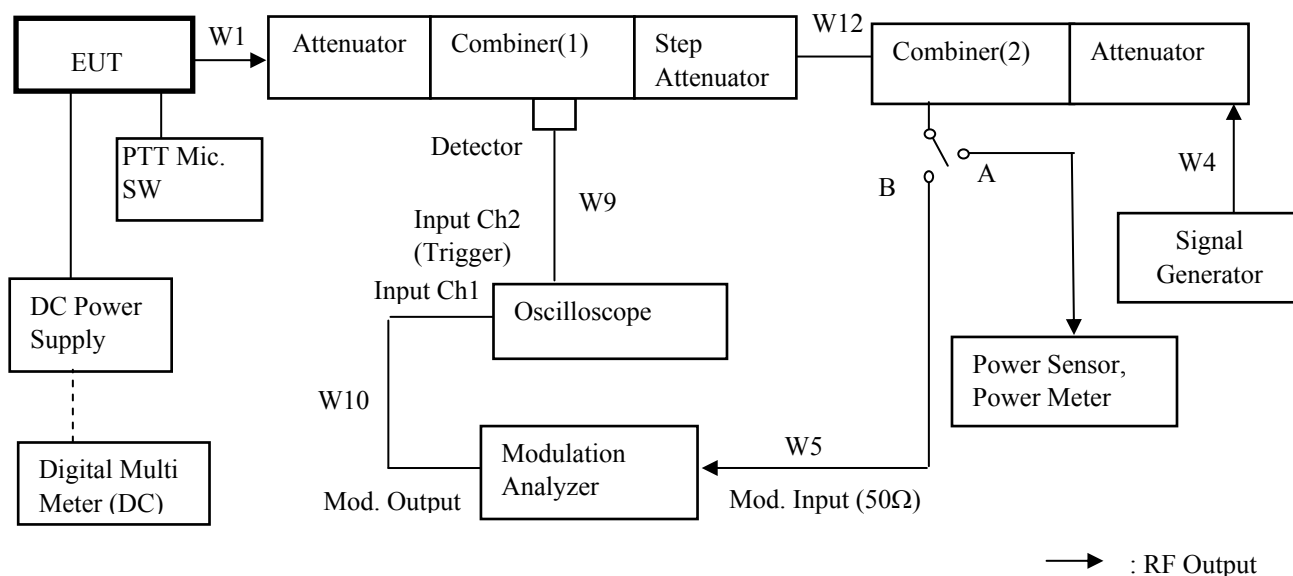 W1
EUT
Attenuator
Combiner(1)
Step
Attenuator
W12
Combiner(2)
Attenuator
PTT Mic.
SW
Detector
W9
B
A
W4
Input Ch2
(Trigger)
Input Ch1
Signal
Generator
DC Power
Supply
Oscilloscope
Power Sensor,
Power Meter
W10
Digital Multi
Meter (DC)
Modulation
Analyzer
W5
Mod. Output
Mod. Input (50Ω)
: RF Output